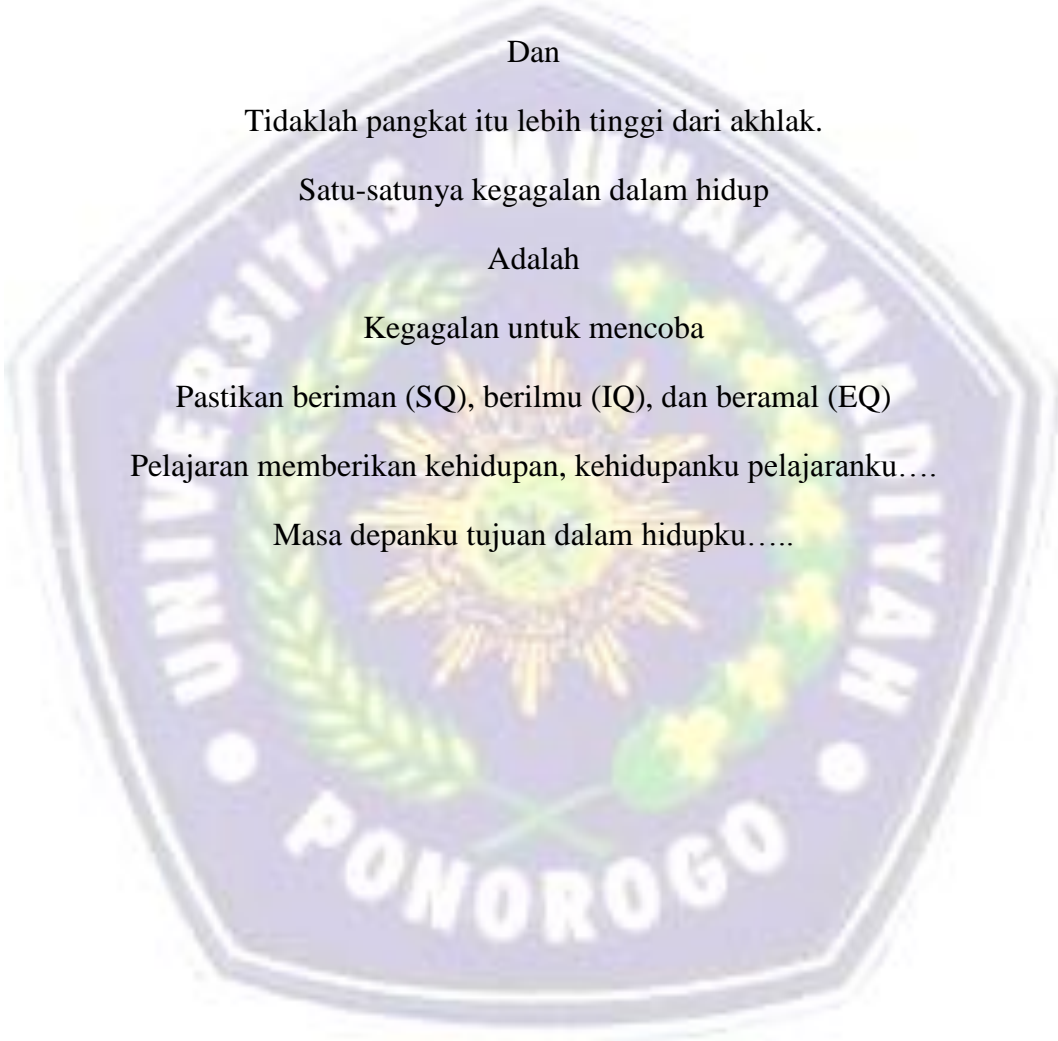 Dan
Tidaklah pangkat itu lebih tinggi dari akhlak.
Satu-satunya kegagalan dalam hidup
Adalah
Kegagalan untuk mencoba
Pastikan beriman (SQ), berilmu (IQ), dan beramal (EQ)
Pelajaran memberikan kehidupan, kehidupanku pelajaranku….
Masa depanku tujuan dalam hidupku…..
UNIVERSITAS MUHAMMADIYAH
PONOROGO